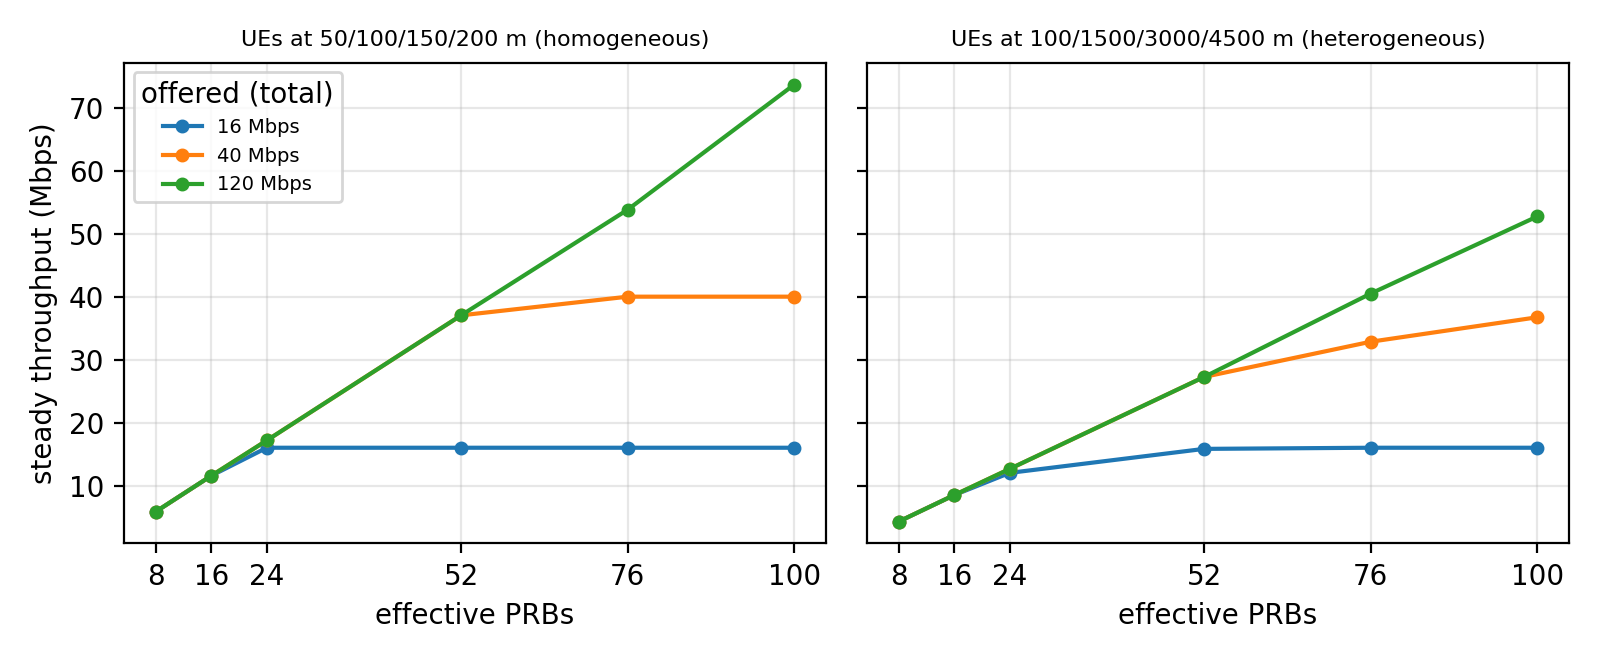 UEs at 50/100/150/200 m (homogeneous)
UEs at 100/1500/3000/4500 m (heterogeneous)
offered (total)
16 Mbps
40 Mbps
120 Mbps
steady throughput (Mbps)
70
60
50
40
30
20
10
8 16 24 52 76 100
8 16 24 52 76 100
effective PRBs
effective PRBs